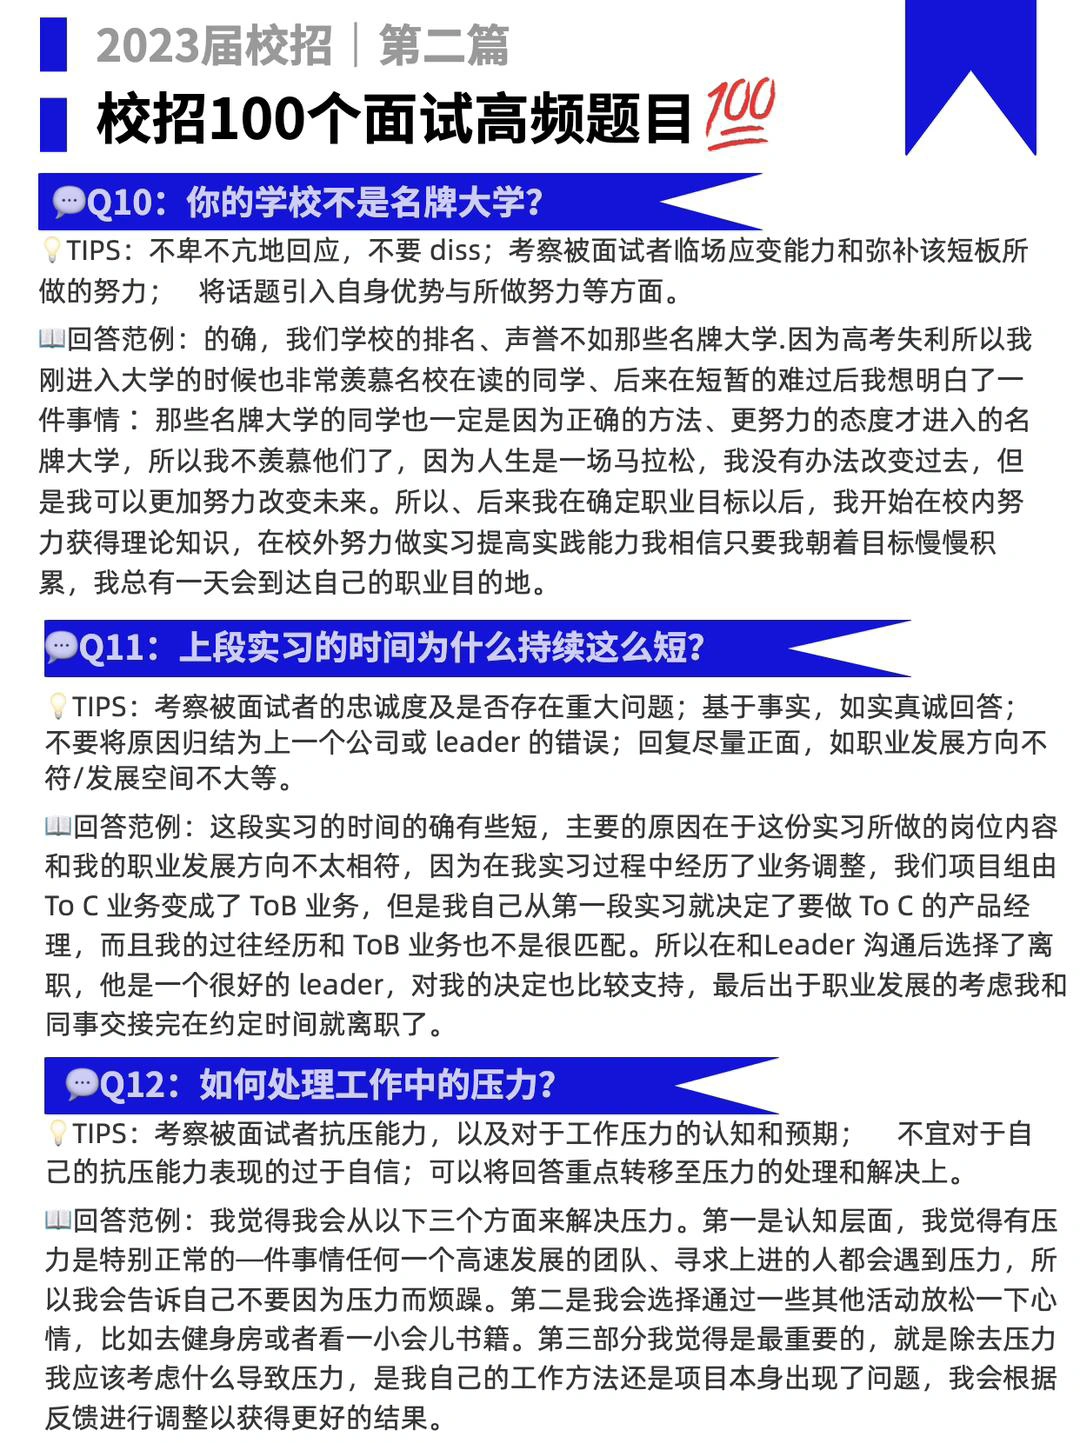 2023届校招｜第二篇
校招100个面试高频题目💯
💬Q10：你的学校不是名牌大学？
💡TIPS：不卑不亢地回应，不要 diss；考察被面试者临场应变能力和弥补该短板所
做的努力； 将话题引入自身优势与所做努力等方面。
📖回答范例：的确，我们学校的排名、声誉不如那些名牌大学.因为高考失利所以我
刚进入大学的时候也非常羡慕名校在读的同学、后来在短暂的难过后我想明白了一
件事情 ：那些名牌大学的同学也一定是因为正确的方法、更努力的态度才进入的名
牌大学，所以我不羡慕他们了，因为人生是一场马拉松，我没有办法改变过去，但
是我可以更加努力改变未来。所以、后来我在确定职业目标以后，我开始在校内努
力获得理论知识，在校外努力做实习提高实践能力我相信只要我朝着目标慢慢积
累，我总有一天会到达自己的职业目的地。
💬Q11：上段实习的时间为什么持续这么短？
💡TIPS：考察被面试者的忠诚度及是否存在重大问题；基于事实，如实真诚回答；
不要将原因归结为上一个公司或 leader 的错误；回复尽量正面，如职业发展方向不
符/发展空间不大等。
📖回答范例：这段实习的时间的确有些短，主要的原因在于这份实习所做的岗位内容
和我的职业发展方向不太相符，因为在我实习过程中经历了业务调整，我们项目组由
To C 业务变成了 ToB 业务，但是我自己从第一段实习就决定了要做 To C 的产品经
理，而且我的过往经历和 ToB 业务也不是很匹配。所以在和Leader 沟通后选择了离
职，他是一个很好的 leader，对我的决定也比较支持，最后出于职业发展的考虑我和
同事交接完在约定时间就离职了。
💬Q12：如何处理工作中的压力？
💡TIPS：考察被面试者抗压能力，以及对于工作压力的认知和预期； 不宜对于自
己的抗压能力表现的过于自信；可以将回答重点转移至压力的处理和解决上。
📖回答范例：我觉得我会从以下三个方面来解决压力。第一是认知层面，我觉得有压
力是特别正常的—件事情任何一个高速发展的团队、寻求上进的人都会遇到压力，所
以我会告诉自己不要因为压力而烦躁。第二是我会选择通过一些其他活动放松一下心
情，比如去健身房或者看一小会儿书籍。第三部分我觉得是最重要的，就是除去压力
我应该考虑什么导致压力，是我自己的工作方法还是项目本身出现了问题，我会根据
反馈进行调整以获得更好的结果。